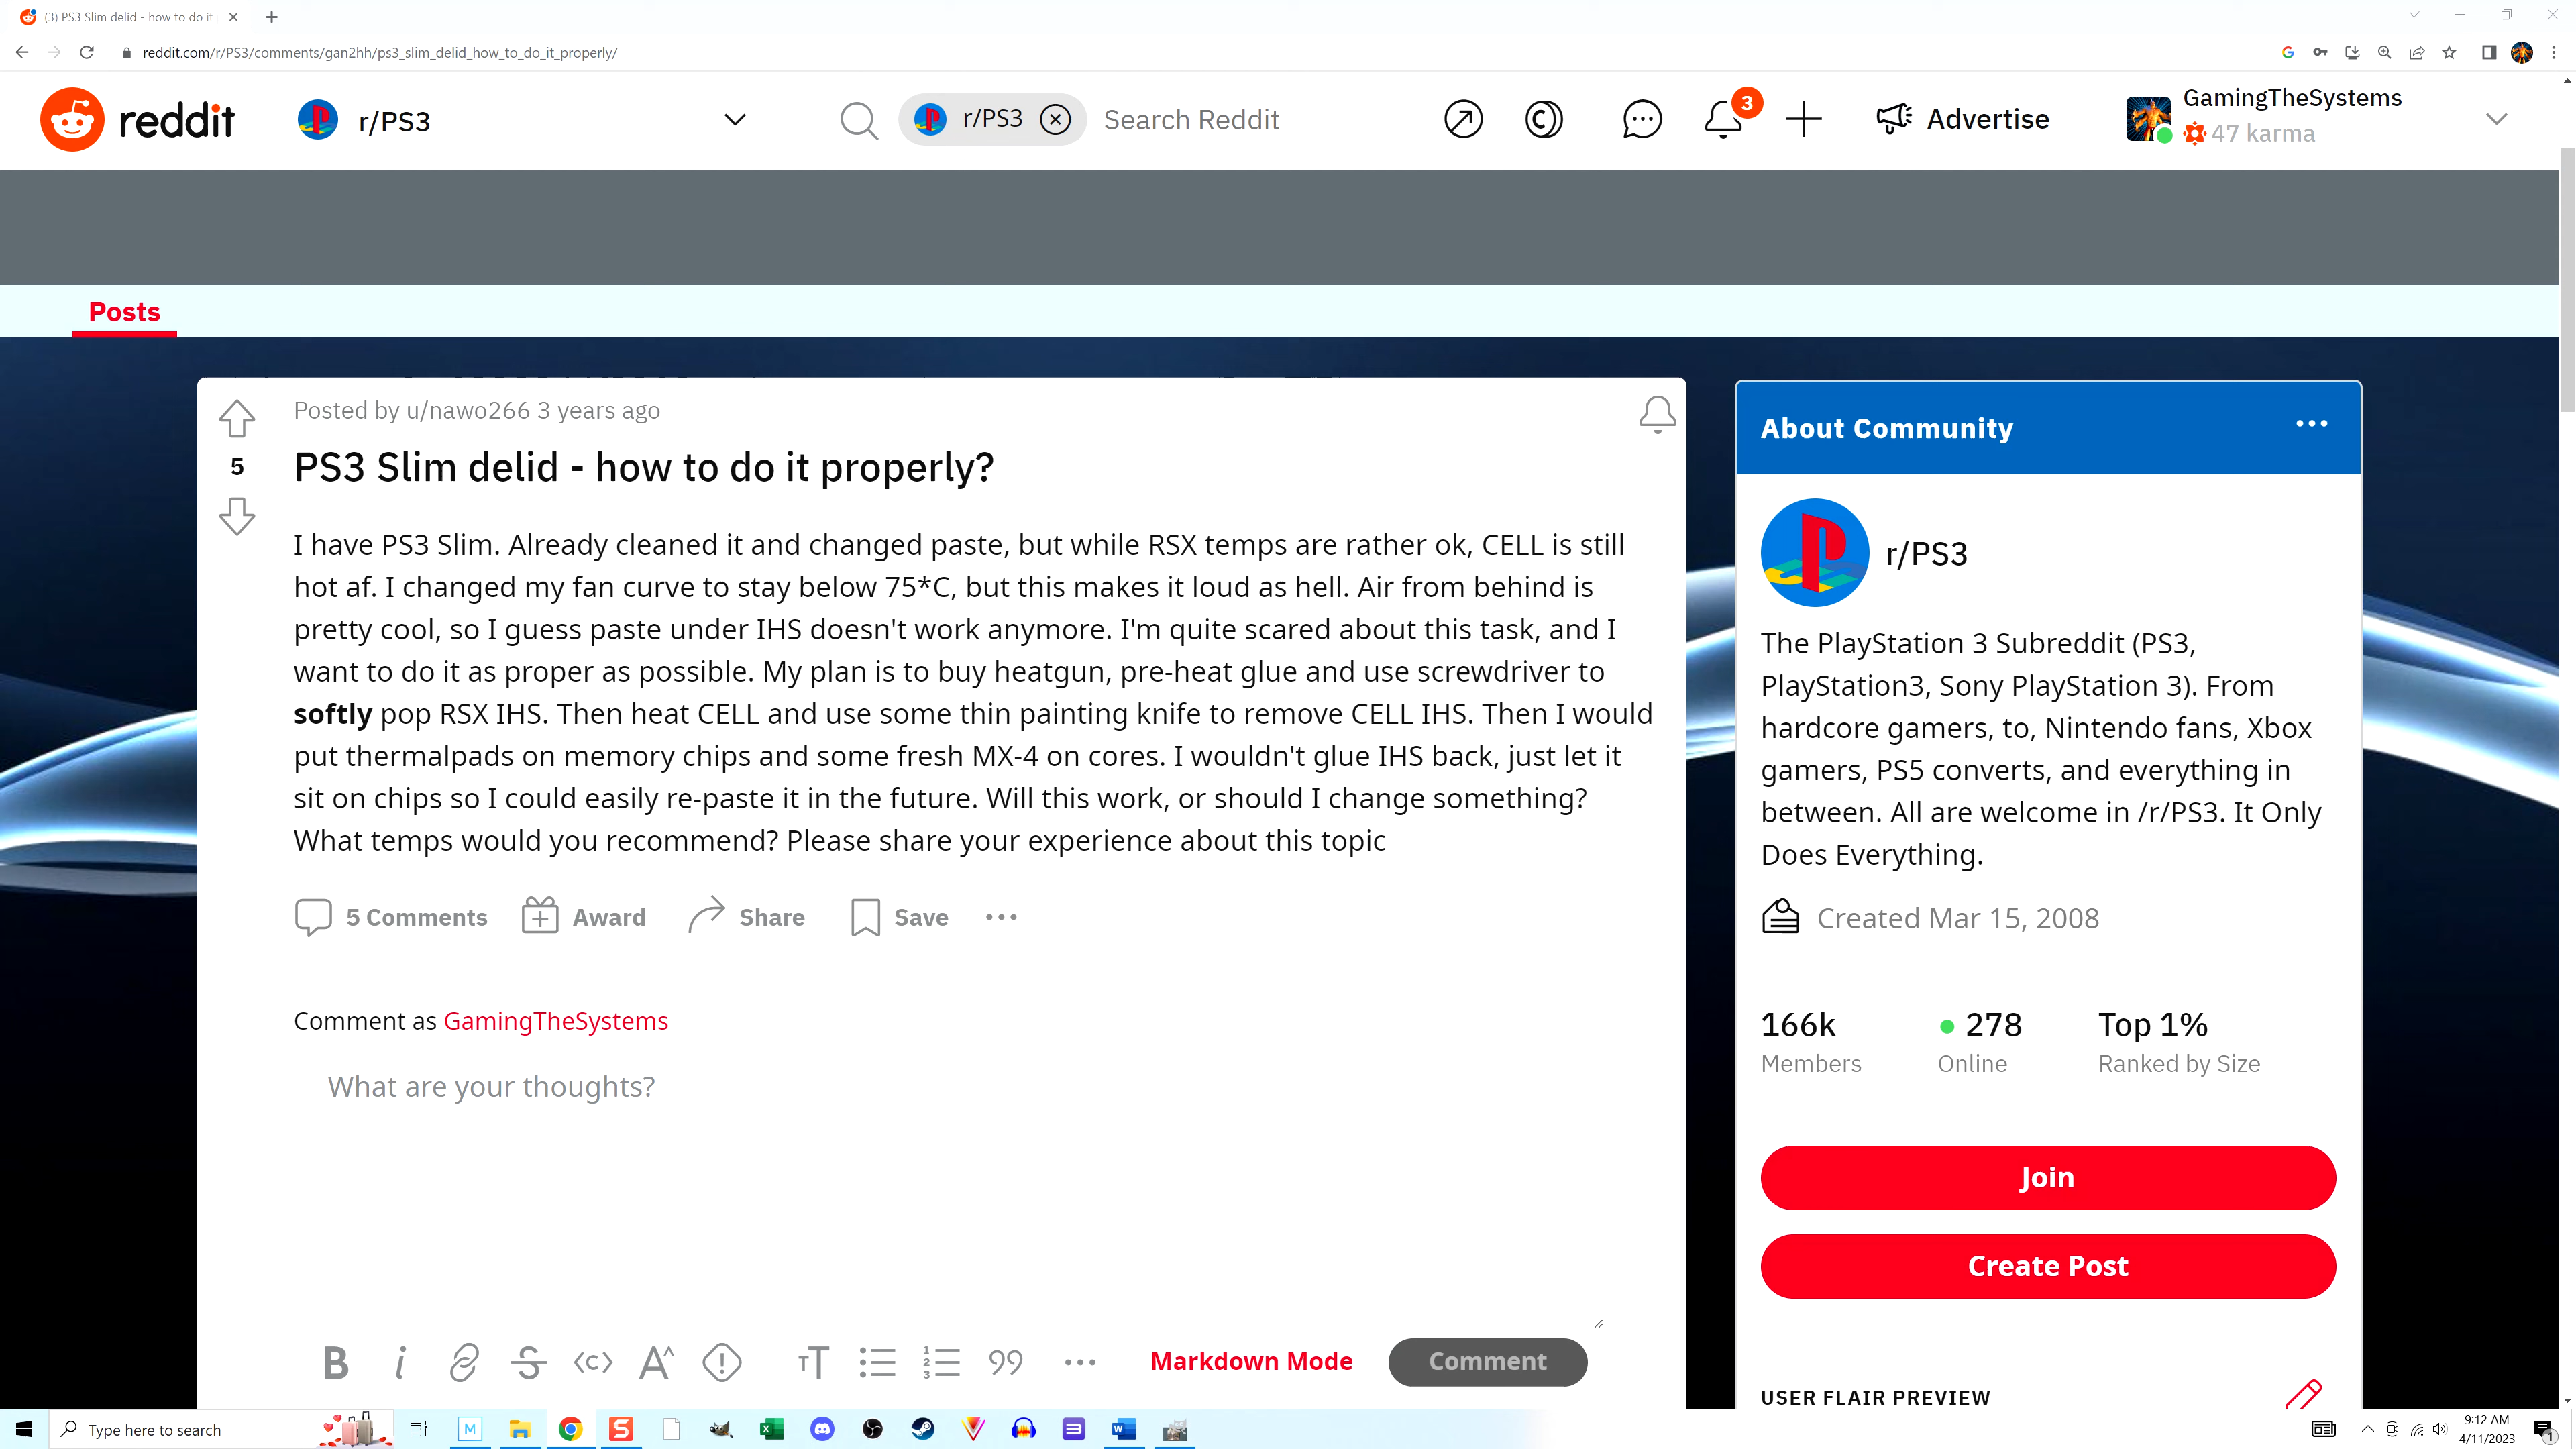 (3) PS3 Slim delid - how to do it
reddit.com/r/PS3/comments/gan2hh/ps3_slim_delid_how_to_do_it_properly/
reddit
r/PS3
r/PS3
Search Reddit
3
Advertise
GamingTheSystems
47 karma
Posts
Posted by u/nawo266 3 years ago
5
PS3 Slim delid - how to do it properly?
I have PS3 Slim. Already cleaned it and changed paste, but while RSX temps are rather ok, CELL is still
hot af. I changed my fan curve to stay below 75*C, but this makes it loud as hell. Air from behind is
pretty cool, so I guess paste under IHS doesn't work anymore. I'm quite scared about this task, and I
want to do it as proper as possible. My plan is to buy heatgun, pre-heat glue and use screwdriver to
softly pop RSX IHS. Then heat CELL and use some thin painting knife to remove CELL IHS. Then I would
put thermalpads on memory chips and some fresh MX-4 on cores. I wouldn't glue IHS back, just let it
sit on chips so I could easily re-paste it in the future. Will this work, or should I change something?
What temps would you recommend? Please share your experience about this topic
5 Comments
Award
Share
Save
Comment as GamingTheSystems
What are your thoughts?
Markdown Mode
Comment
About Community
r/PS3
The PlayStation 3 Subreddit (PS3,
PlayStation3, Sony PlayStation 3). From
hardcore gamers, to, Nintendo fans, Xbox
gamers, PS5 converts, and everything in
between. All are welcome in /r/PS3. It Only
Does Everything.
Created Mar 15, 2008
166k
278
Top 1%
Members
Online
Ranked by Size
Join
Create Post
USER FLAIR PREVIEW
Type here to search
9:12 AM
4/11/2023
1